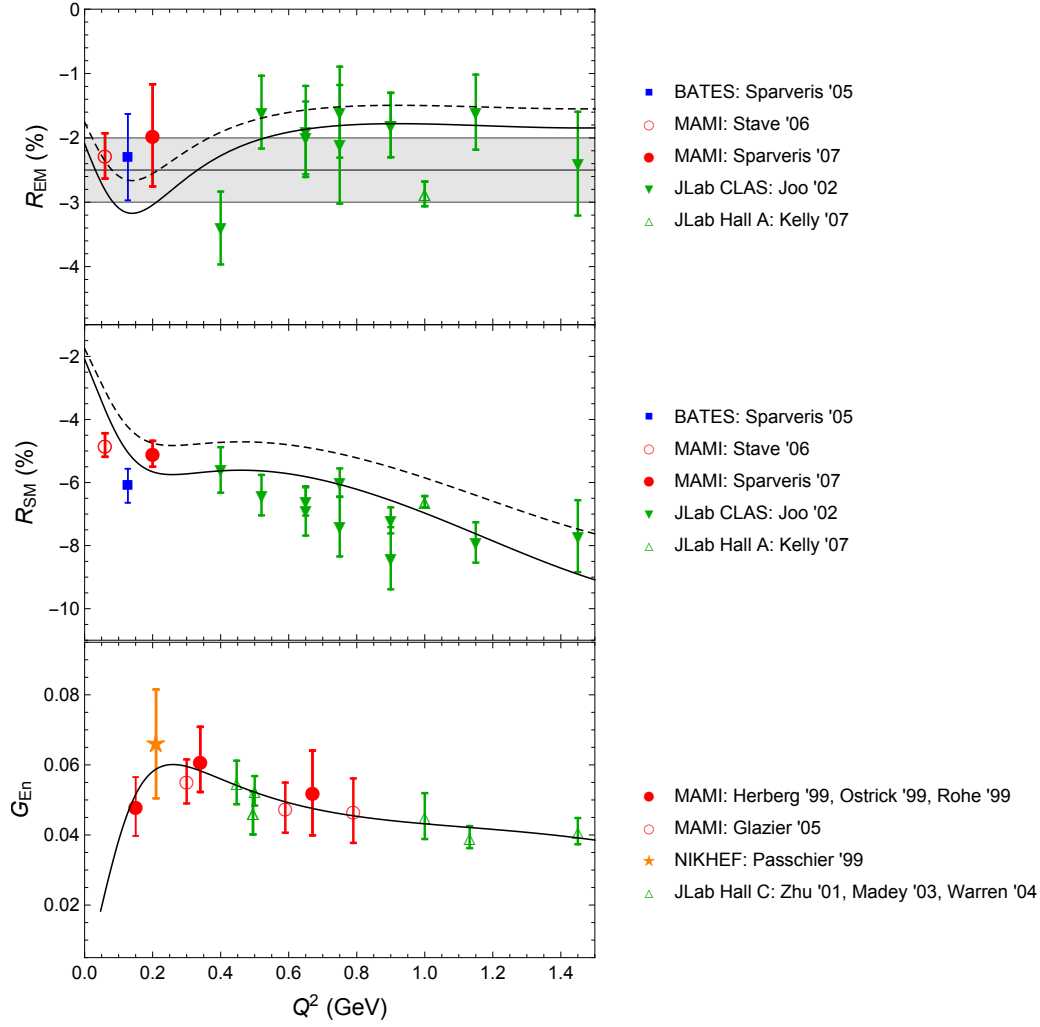 0
−1
−2
−3
−4
R_EM (%)
BATES: Sparveris '05
MAMI: Stave '06
MAMI: Sparveris '07
JLab CLAS: Joo '02
JLab Hall A: Kelly '07
−2
−4
−6
−8
−10
R_SM (%)
BATES: Sparveris '05
MAMI: Stave '06
MAMI: Sparveris '07
JLab CLAS: Joo '02
JLab Hall A: Kelly '07
0.08
0.06
0.04
0.02
G_En
MAMI: Herberg '99, Ostrick '99, Rohe '99
MAMI: Glazier '05
NIKHEF: Passchier '99
JLab Hall C: Zhu '01, Madey '03, Warren '04
0.0 0.2 0.4 0.6 0.8 1.0 1.2 1.4
Q² (GeV)